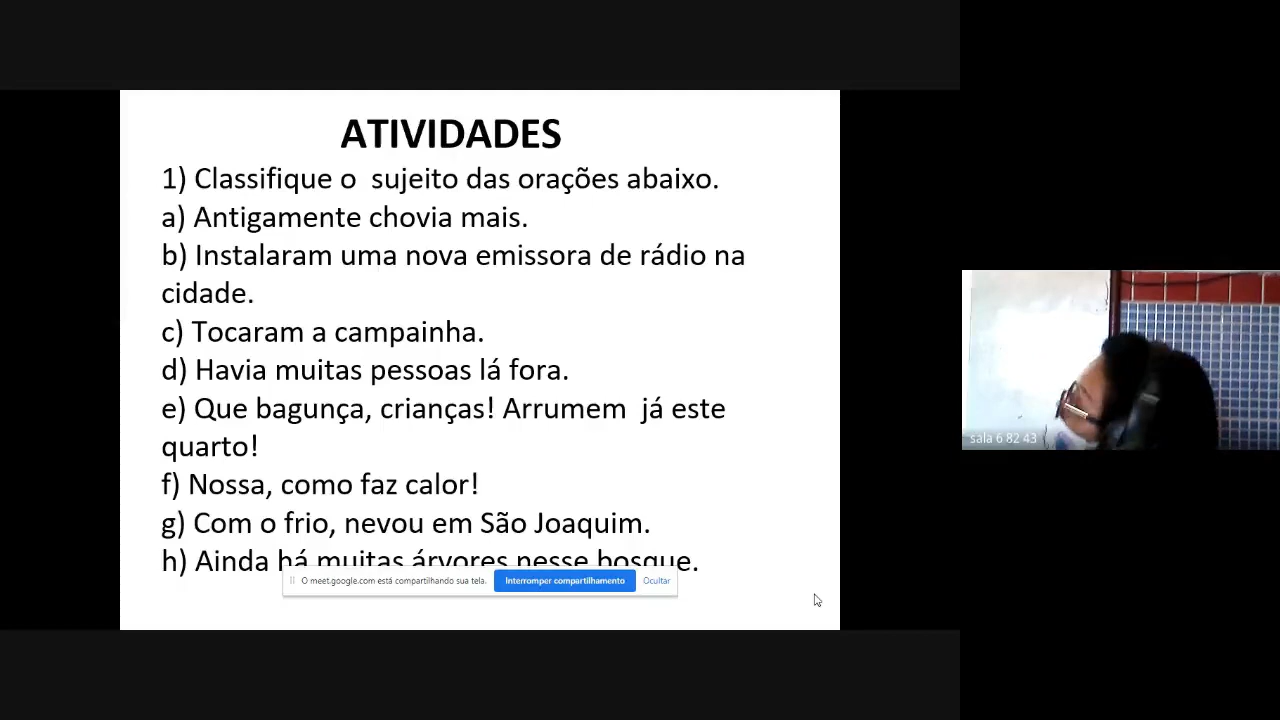 ATIVIDADES
1) Classifique o  sujeito das orações abaixo.
a) Antigamente chovia mais.
b) Instalaram uma nova emissora de rádio na
cidade.
c) Tocaram a campainha.
d) Havia muitas pessoas lá fora.
e) Que bagunça, crianças! Arrumem  já este
quarto!
f) Nossa, como faz calor!
g) Com o frio, nevou em São Joaquim.
h) Ainda há muitas árvores nesse bosque.
O meet.google.com está compartilhando sua tela. Interromper compartilhamento Ocultar
sala 6 82 43